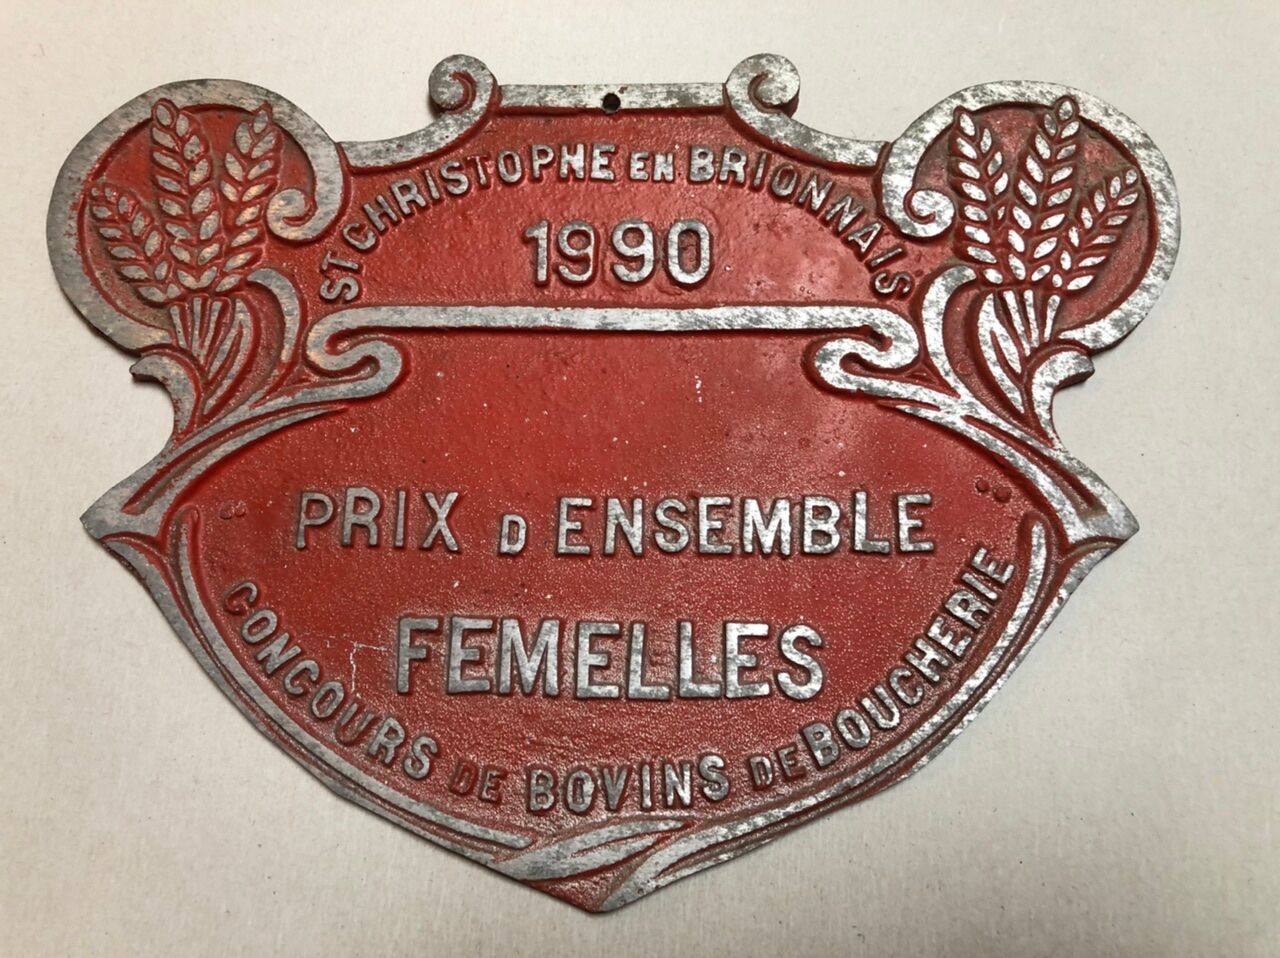 ST CHRISTOPHE EN BRIONNAIS
1990
PRIX D ENSEMBLE
FEMELLES
CONCOURS DE BOVINS DE BOUCHERIE